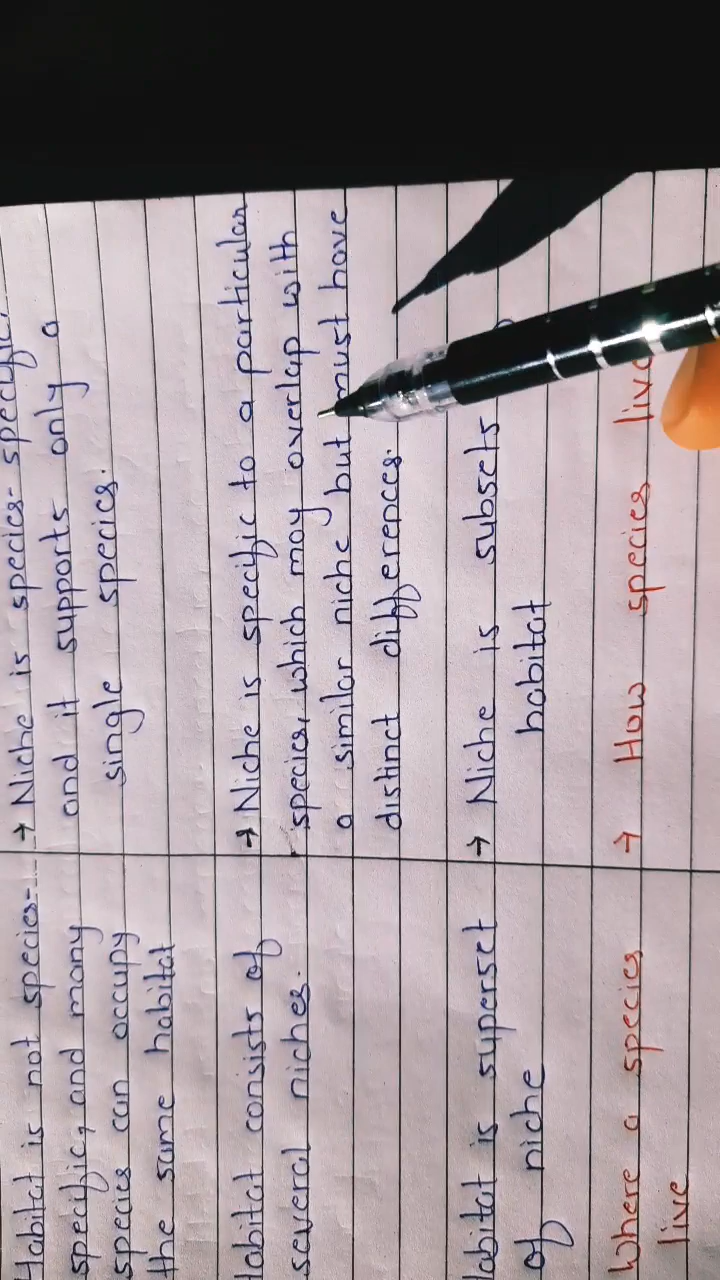 Habitat is not species-
specific, and many
species can occupy
the same habitat
→ Niche is species-specific,
and it supports only a
single species.
Habitat consists of
several niches.
→ Niche is specific to a particular
species, which may overlap with
a similar niche but must have
distinct differences.
Habitat is superset
of niche
→ Niche is subsets
habitat
Where a species
live
→ How species live